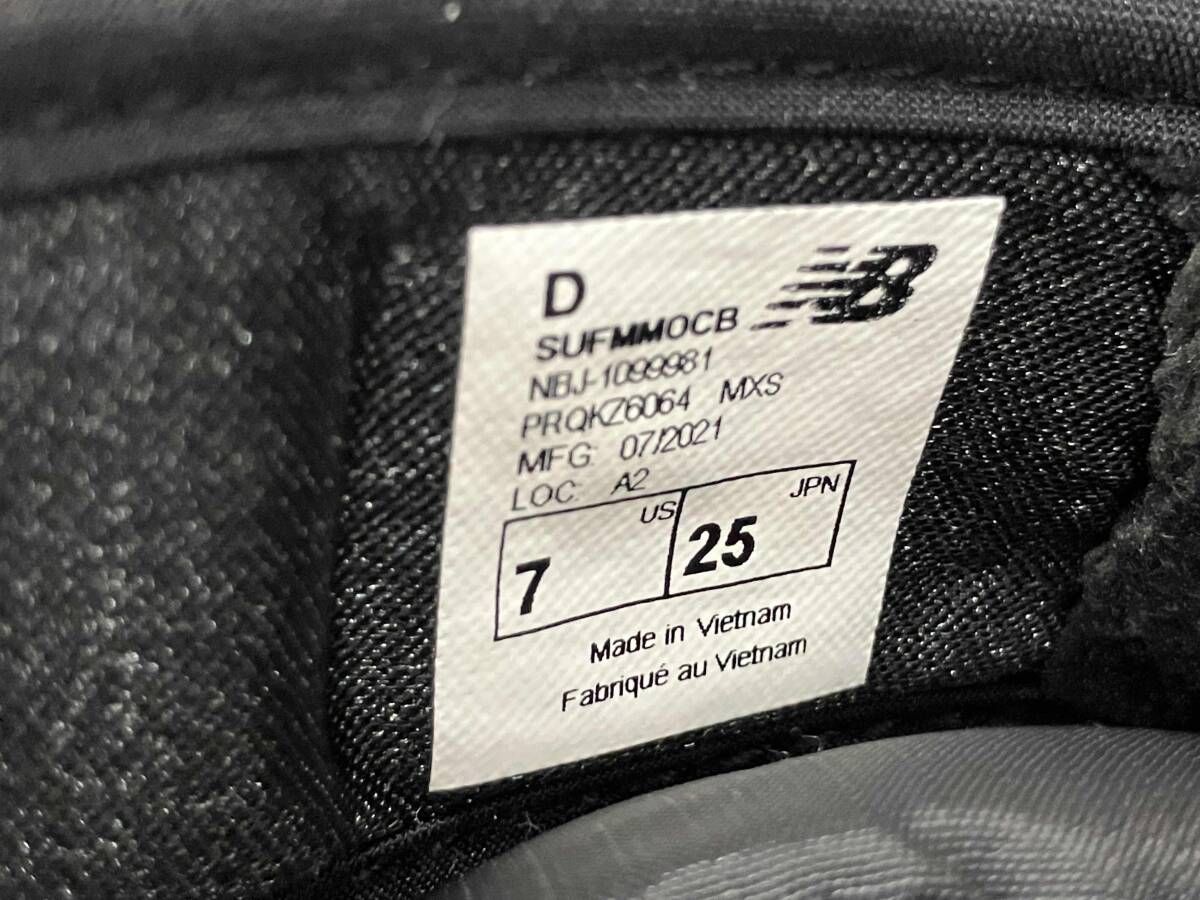 D
NB
SUFMMOCB
NBJ-1099981
PRQKZ6064 MXS
MFG: 07/2021
LOC: A2
7 US 25 JPN
Made in Vietnam
Fabriqué au Vietnam